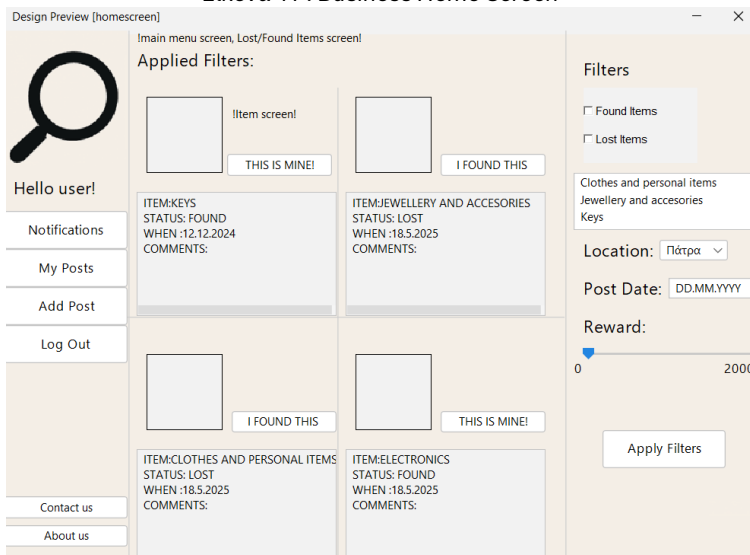 Design Preview [homescreen]
!main menu screen, Lost/Found Items screen!
Applied Filters:
Hello user!
Notifications
My Posts
Add Post
Log Out
Contact us
About us
!Item screen!
THIS IS MINE!
ITEM:KEYS
STATUS: FOUND
WHEN :12.12.2024
COMMENTS:
I FOUND THIS
ITEM:JEWELLERY AND ACCESORIES
STATUS: LOST
WHEN :18.5.2025
COMMENTS:
I FOUND THIS
ITEM:CLOTHES AND PERSONAL ITEMS
STATUS: LOST
WHEN :18.5.2025
COMMENTS:
THIS IS MINE!
ITEM:ELECTRONICS
STATUS: FOUND
WHEN :18.5.2025
COMMENTS:
Filters
Found Items
Lost Items
Clothes and personal items
Jewellery and accesories
Keys
Location: Πάτρα
Post Date: DD.MM.YYYY
Reward:
0 2000
Apply Filters